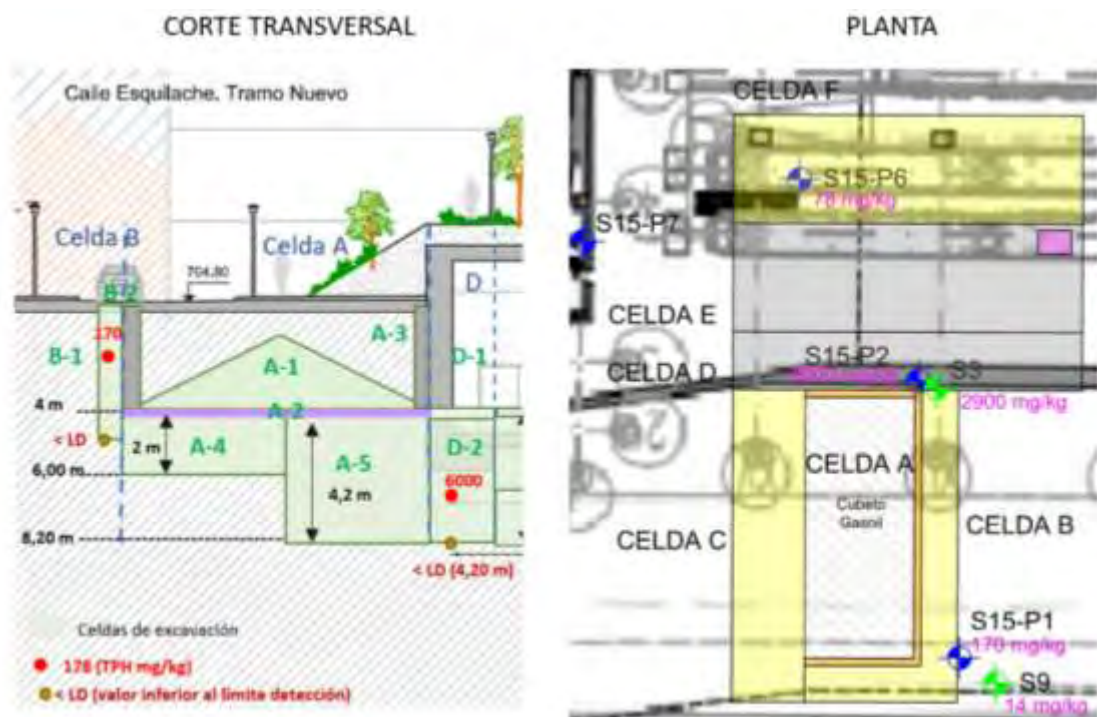 CORTE TRANSVERSAL
Calle Esquilache. Tramo Nuevo
Celda B
Celda A
704.80
D
B-2
170
B-1
A-3
D-1
A-1
4 m
A-2
< LD
2 m
A-4
A-5
D-2
6,00 m
4,2 m
6000
8,20 m
< LD (4,20 m)
Celdas de excavación
178 (TPH mg/kg)
< LD (valor inferior al límite detección)
PLANTA
CELDA F
S15-P6
78 mg/kg
S15-P7
CELDA E
S15-P2
CELDA D
S3
2900 mg/kg
CELDA A
Cubeto
Gasoil
CELDA C
CELDA B
S15-P1
170 mg/kg
S9
14 mg/kg